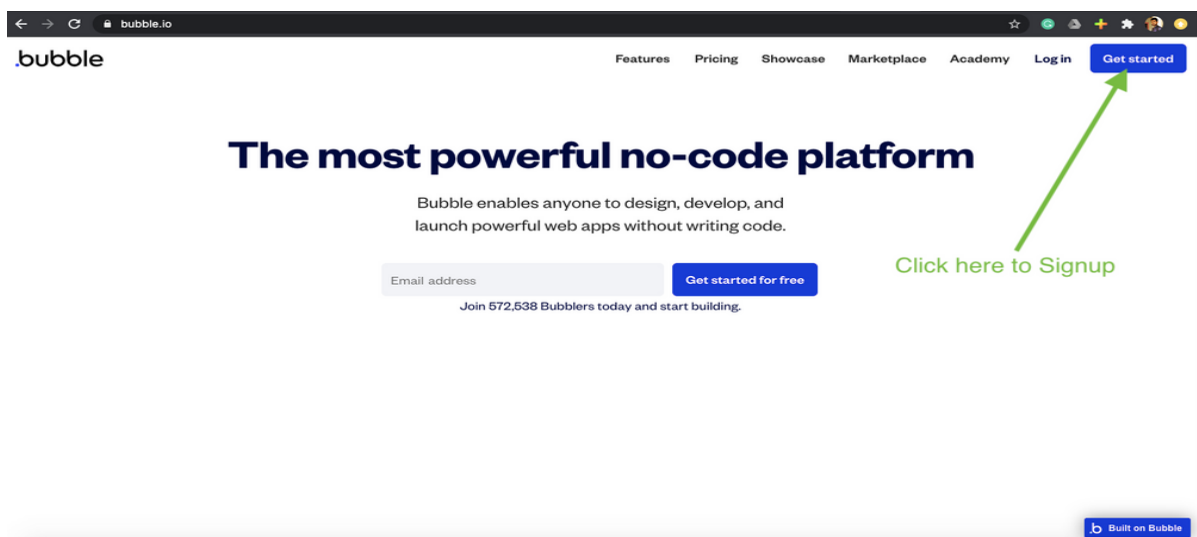 bubble.io
.bubble
Features Pricing Showcase Marketplace Academy Log in Get started
The most powerful no-code platform
Bubble enables anyone to design, develop, and
launch powerful web apps without writing code.
Click here to Signup
Email address Get started for free
Join 572,538 Bubblers today and start building.
.b Built on Bubble